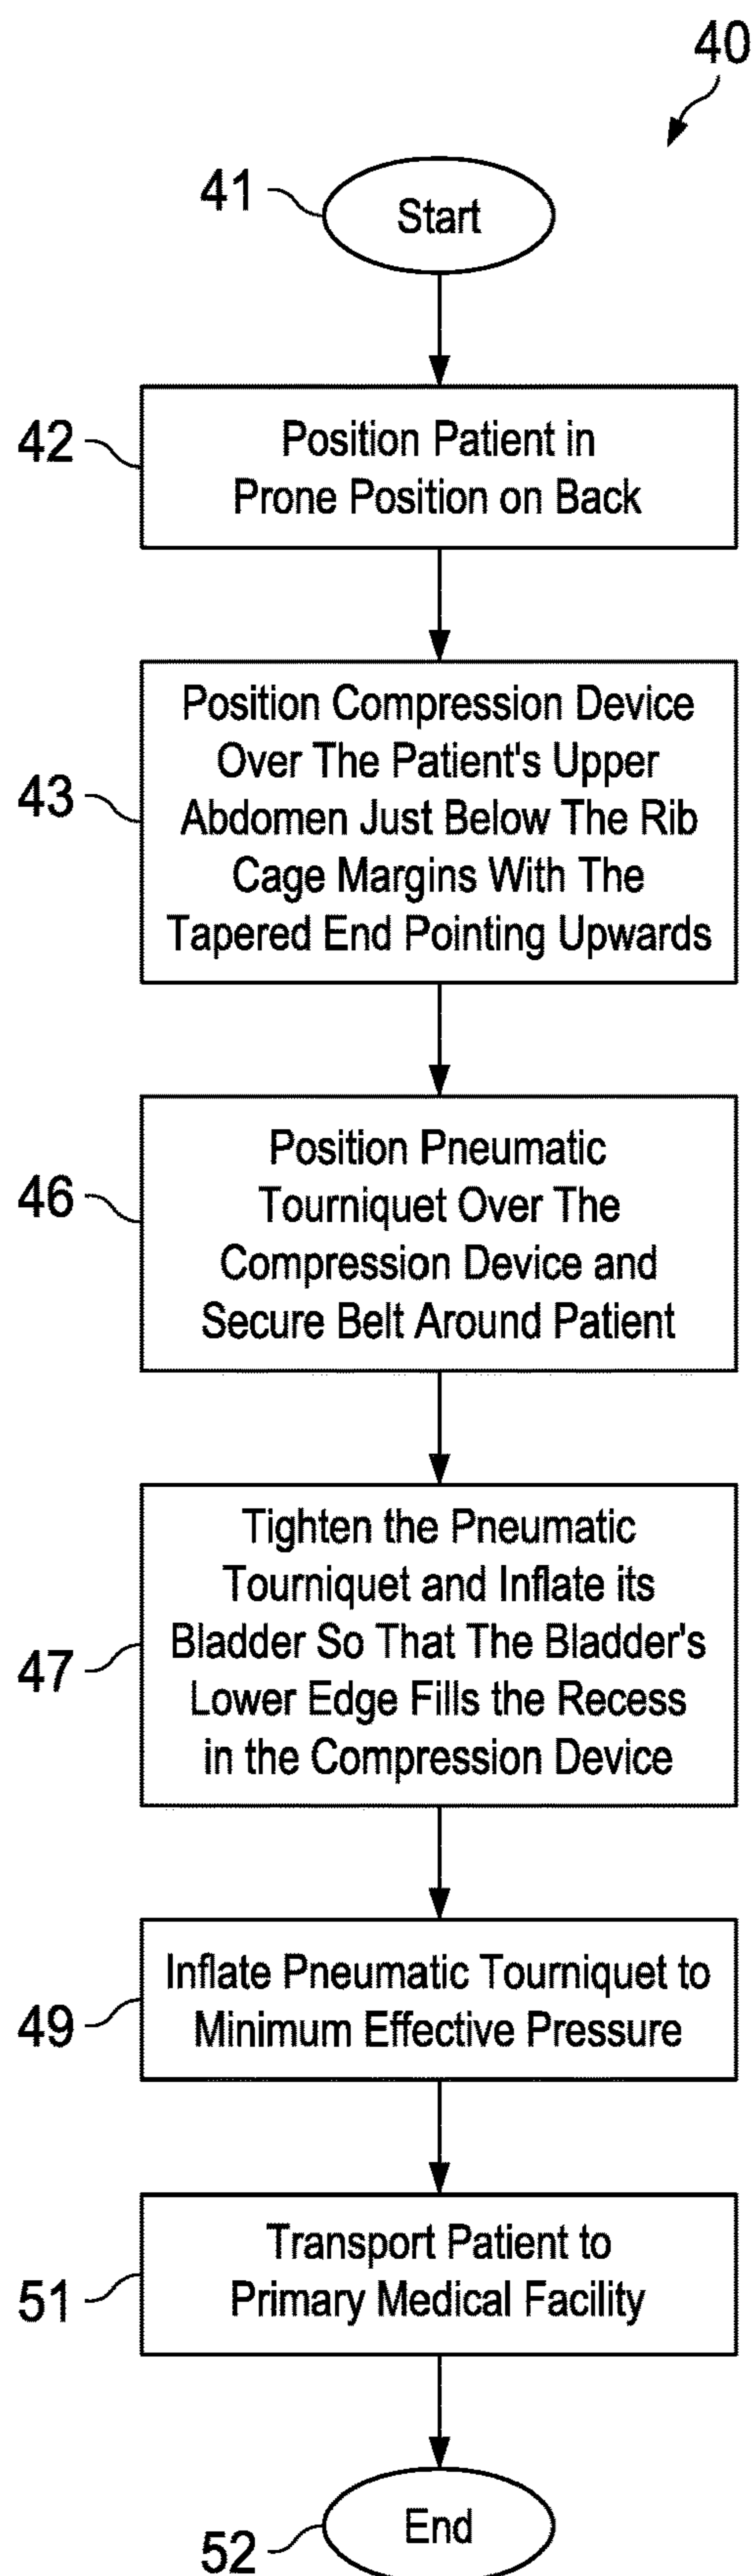 40
41
Start
42
Position Patient in
Prone Position on Back
43
Position Compression Device
Over The Patient's Upper
Abdomen Just Below The Rib
Cage Margins With The
Tapered End Pointing Upwards
46
Position Pneumatic
Tourniquet Over The
Compression Device and
Secure Belt Around Patient
47
Tighten the Pneumatic
Tourniquet and Inflate its
Bladder So That The Bladder's
Lower Edge Fills the Recess
in the Compression Device
49
Inflate Pneumatic Tourniquet to
Minimum Effective Pressure
51
Transport Patient to
Primary Medical Facility
52
End